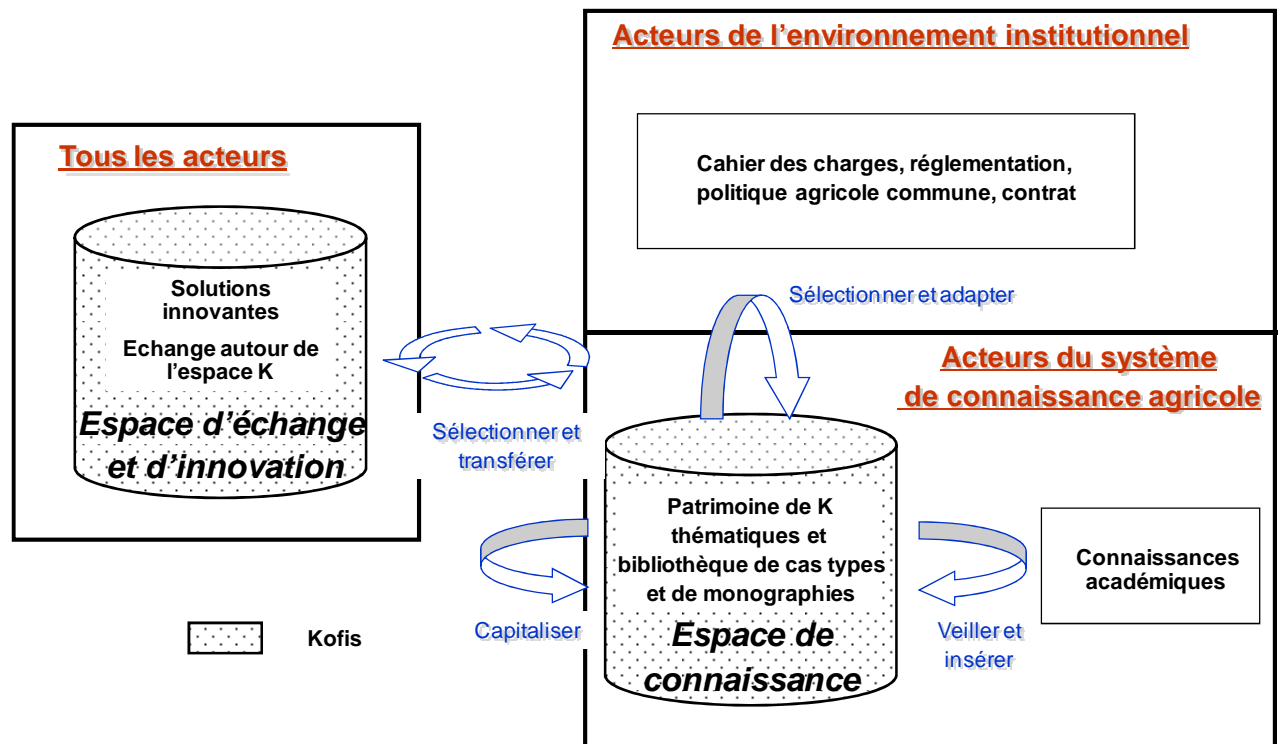 Acteurs de l'environnement institutionnel
Cahier des charges, réglementation,
politique agricole commune, contrat
Tous les acteurs
Solutions
innovantes
Echange autour de
l'espace K
Espace d'échange
et d'innovation
Sélectionner et adapter
Sélectionner et
transférer
Acteurs du système
de connaissance agricole
Patrimoine de K
thématiques et
bibliothèque de cas types
et de monographies
Espace de
connaissance
Capitaliser
Veiller et
insérer
Connaissances
académiques
Kofis